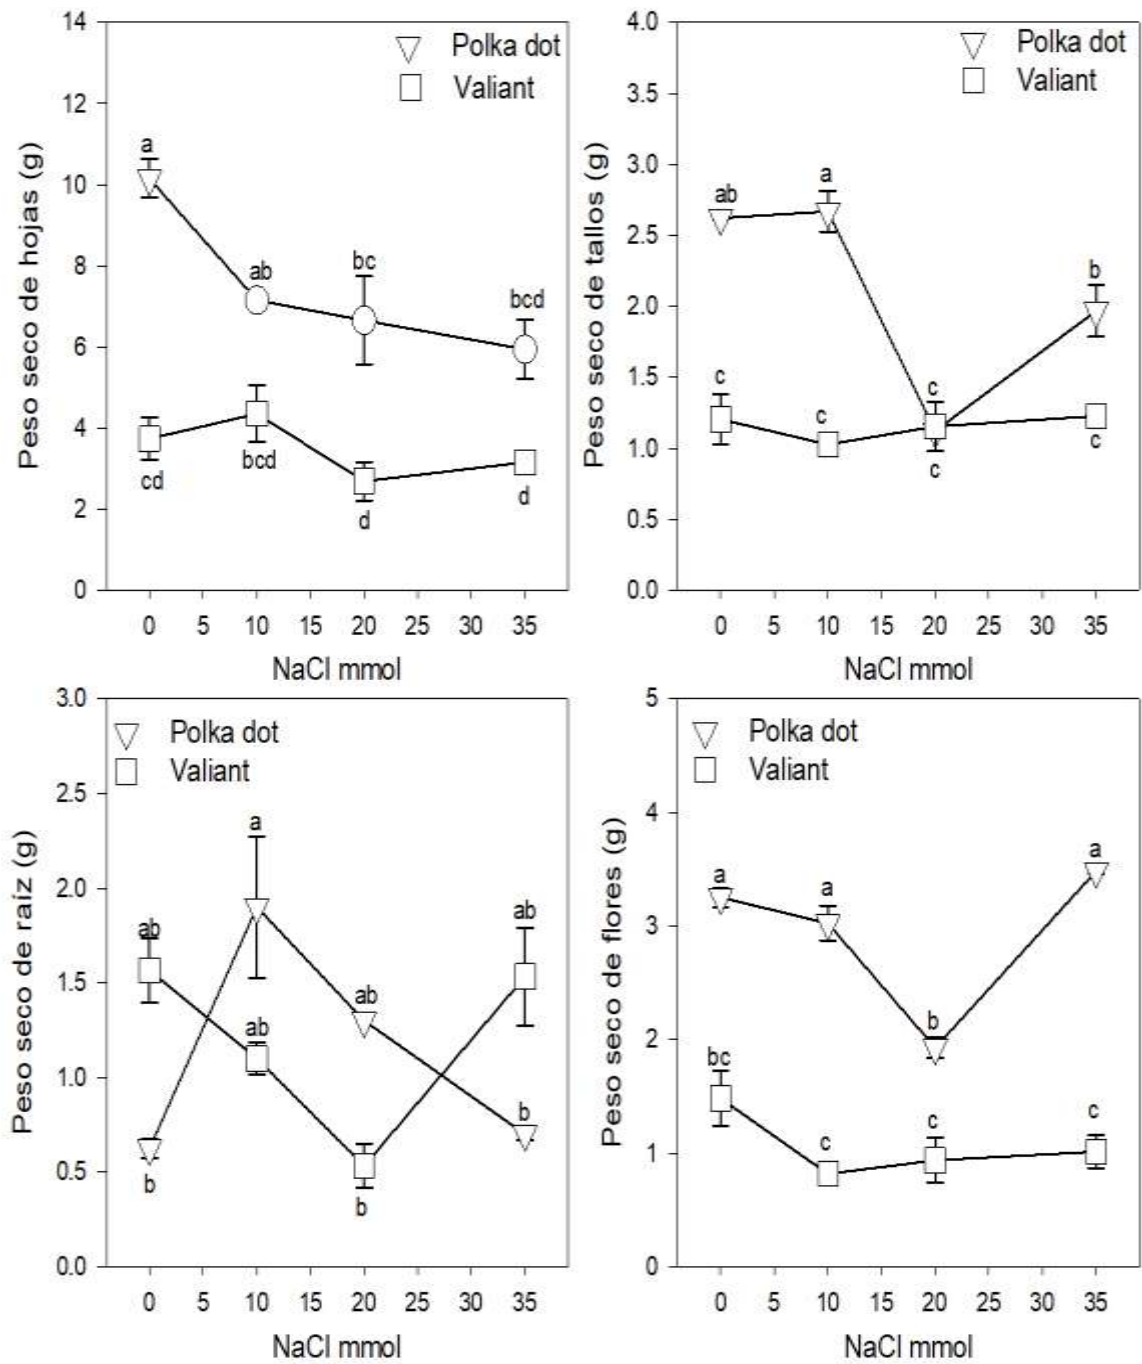 Peso seco de hojas (g)
14
12
10
8
6
4
2
0
Polka dot
Valiant
a
ab
bc
bcd
cd
bcd
d
d
0 5 10 15 20 25 30 35
NaCl mmol
Peso seco de tallos (g)
4.0
3.5
3.0
2.5
2.0
1.5
1.0
0.5
0.0
Polka dot
Valiant
ab
a
b
c
c
c
c
c
0 5 10 15 20 25 30 35
NaCl mmol
Peso seco de raíz (g)
3.0
2.5
2.0
1.5
1.0
0.5
0.0
Polka dot
Valiant
a
ab
ab
ab
ab
b
b
b
0 5 10 15 20 25 30 35
NaCl mmol
Peso seco de flores (g)
5
4
3
2
1
0
Polka dot
Valiant
a
a
a
b
bc
c
c
c
0 5 10 15 20 25 30 35
NaCl mmol